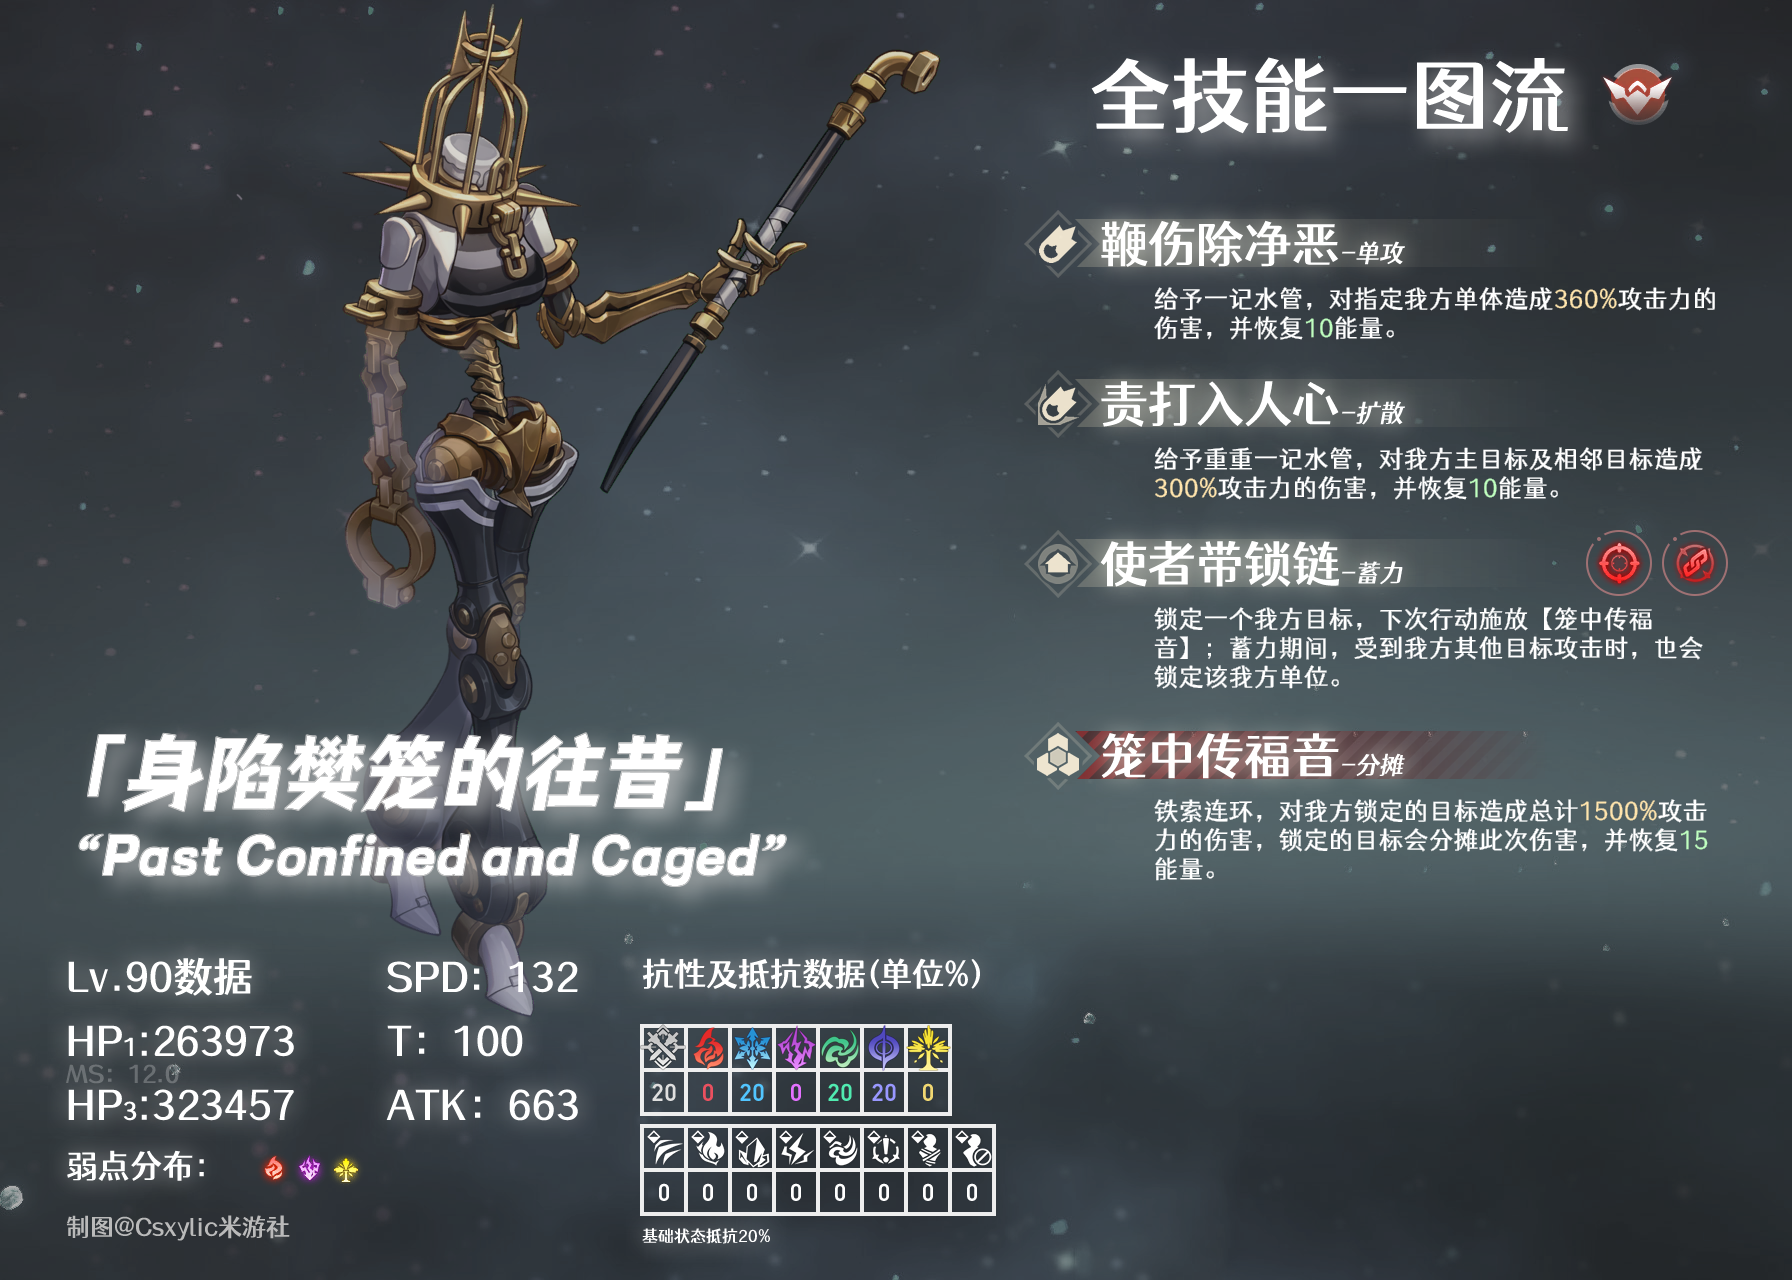 全技能一图流
鞭伤除净恶-单攻
给予一记水管，对指定我方单体造成360%攻击力的
伤害，并恢复10能量。
责打入人心-扩散
给予重重一记水管，对我方主目标及相邻目标造成
300%攻击力的伤害，并恢复10能量。
使者带锁链-蓄力
锁定一个我方目标，下次行动施放【笼中传福
音】；蓄力期间，受到我方其他目标攻击时，也会
锁定该我方单位。
笼中传福音-分摊
铁索连环，对我方锁定的目标造成总计1500%攻击
力的伤害，锁定的目标会分摊此次伤害，并恢复15
能量。
「身陷樊笼的往昔」
“Past Confined and Caged”
Lv.90数据
SPD: 132
HP1:263973
T: 100
MS: 12.0
HP3:323457
ATK: 663
弱点分布：
制图@Csxylic米游社
抗性及抵抗数据(单位%)
20 0 20 0 20 20 0
0 0 0 0 0 0 0 0
基础状态抵抗20%